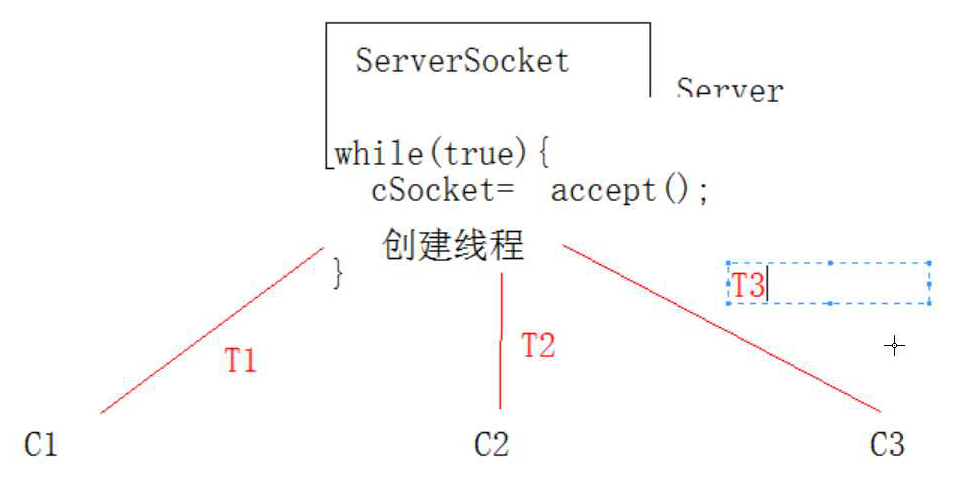 ServerSocket
Server
while(true){
cSocket= accept();
创建线程
}
T3
T1
T2
C1
C2
C3